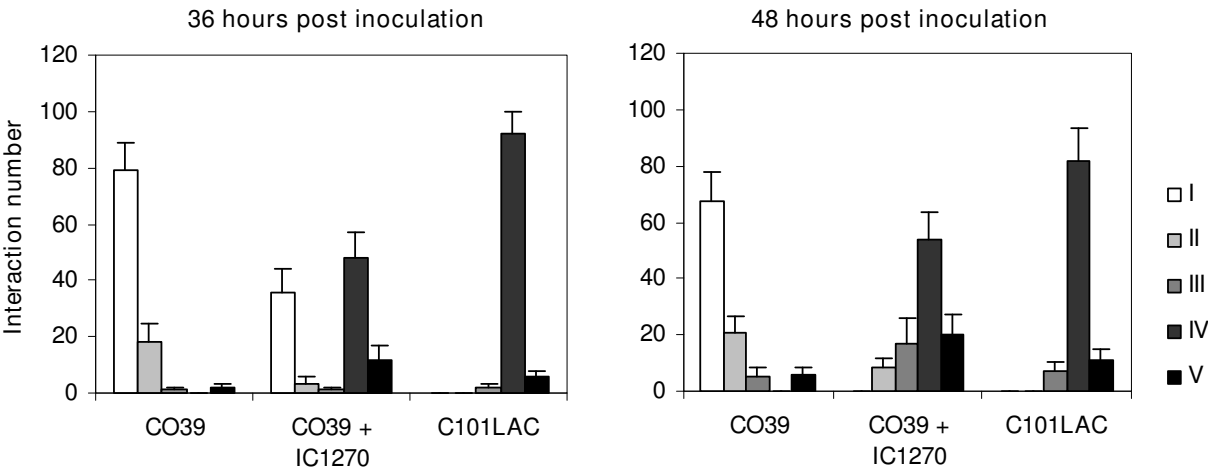 36 hours post inoculation
48 hours post inoculation
Interaction number
120
100
80
60
40
20
0
CO39
CO39 +
IC1270
C101LAC
120
100
80
60
40
20
0
CO39
CO39 +
IC1270
C101LAC
I
II
III
IV
V